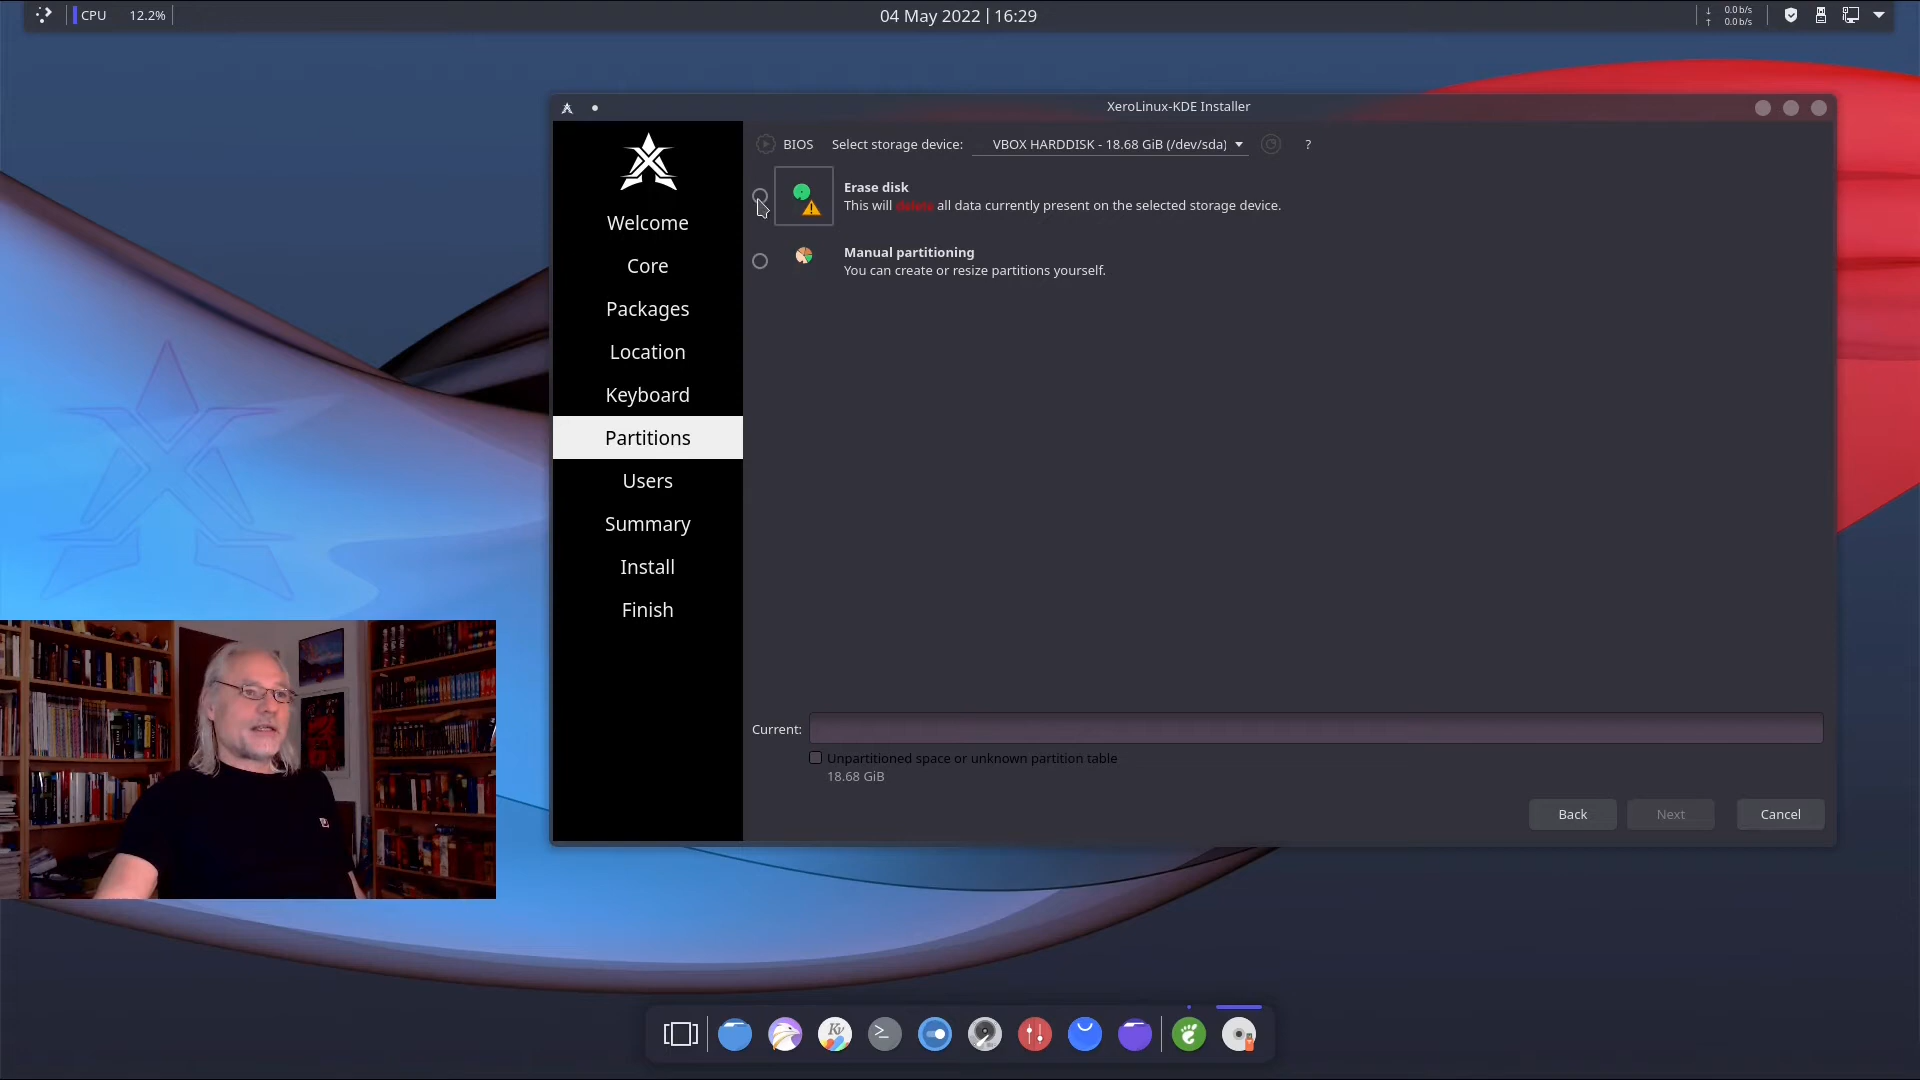 CPU 12.2%
04 May 2022 | 16:29
↓ 0.0 b/s
↑ 0.0 b/s
XeroLinux-KDE Installer
BIOS Select storage device: VBOX HARDDISK - 18.68 GiB (/dev/sda) ?
Erase disk
This will delete all data currently present on the selected storage device.
Manual partitioning
You can create or resize partitions yourself.
Welcome
Core
Packages
Location
Keyboard
Partitions
Users
Summary
Install
Finish
Current:
Unpartitioned space or unknown partition table
18.68 GiB
Back Next Cancel
Kv